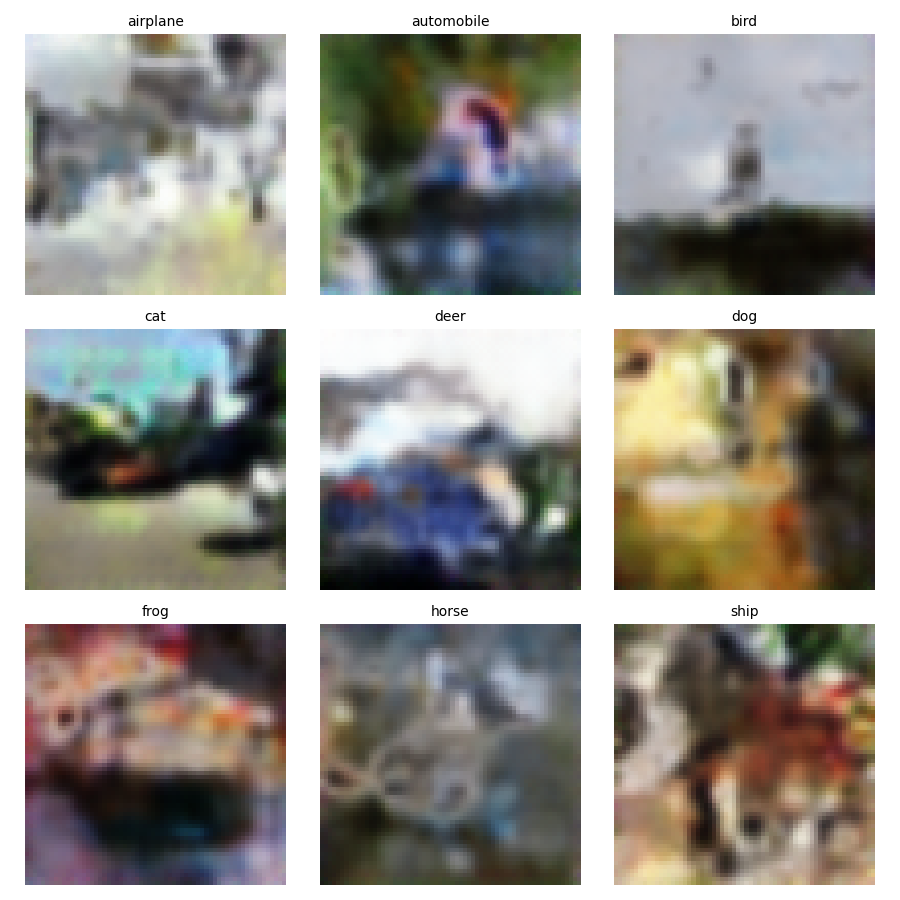 airplane
automobile
bird
cat
deer
dog
frog
horse
ship